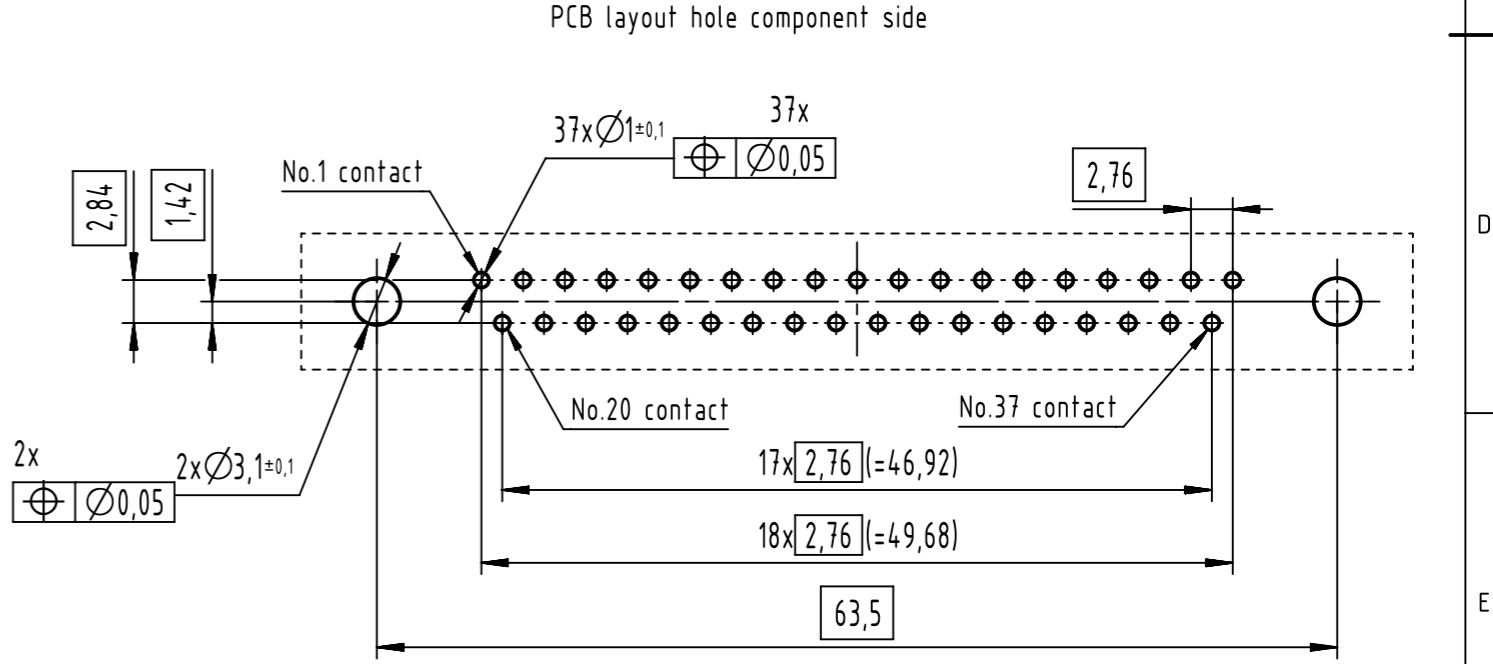 PCB layout hole component side
37x
37x∅1±0,1
⌖ ∅0,05
No.1 contact
2,84
1,42
2,76
D
No.20 contact
No.37 contact
2x
2x∅3,1±0,1
⌖ ∅0,05
17x 2,76 (=46,92)
18x 2,76 (=49,68)
63,5
E